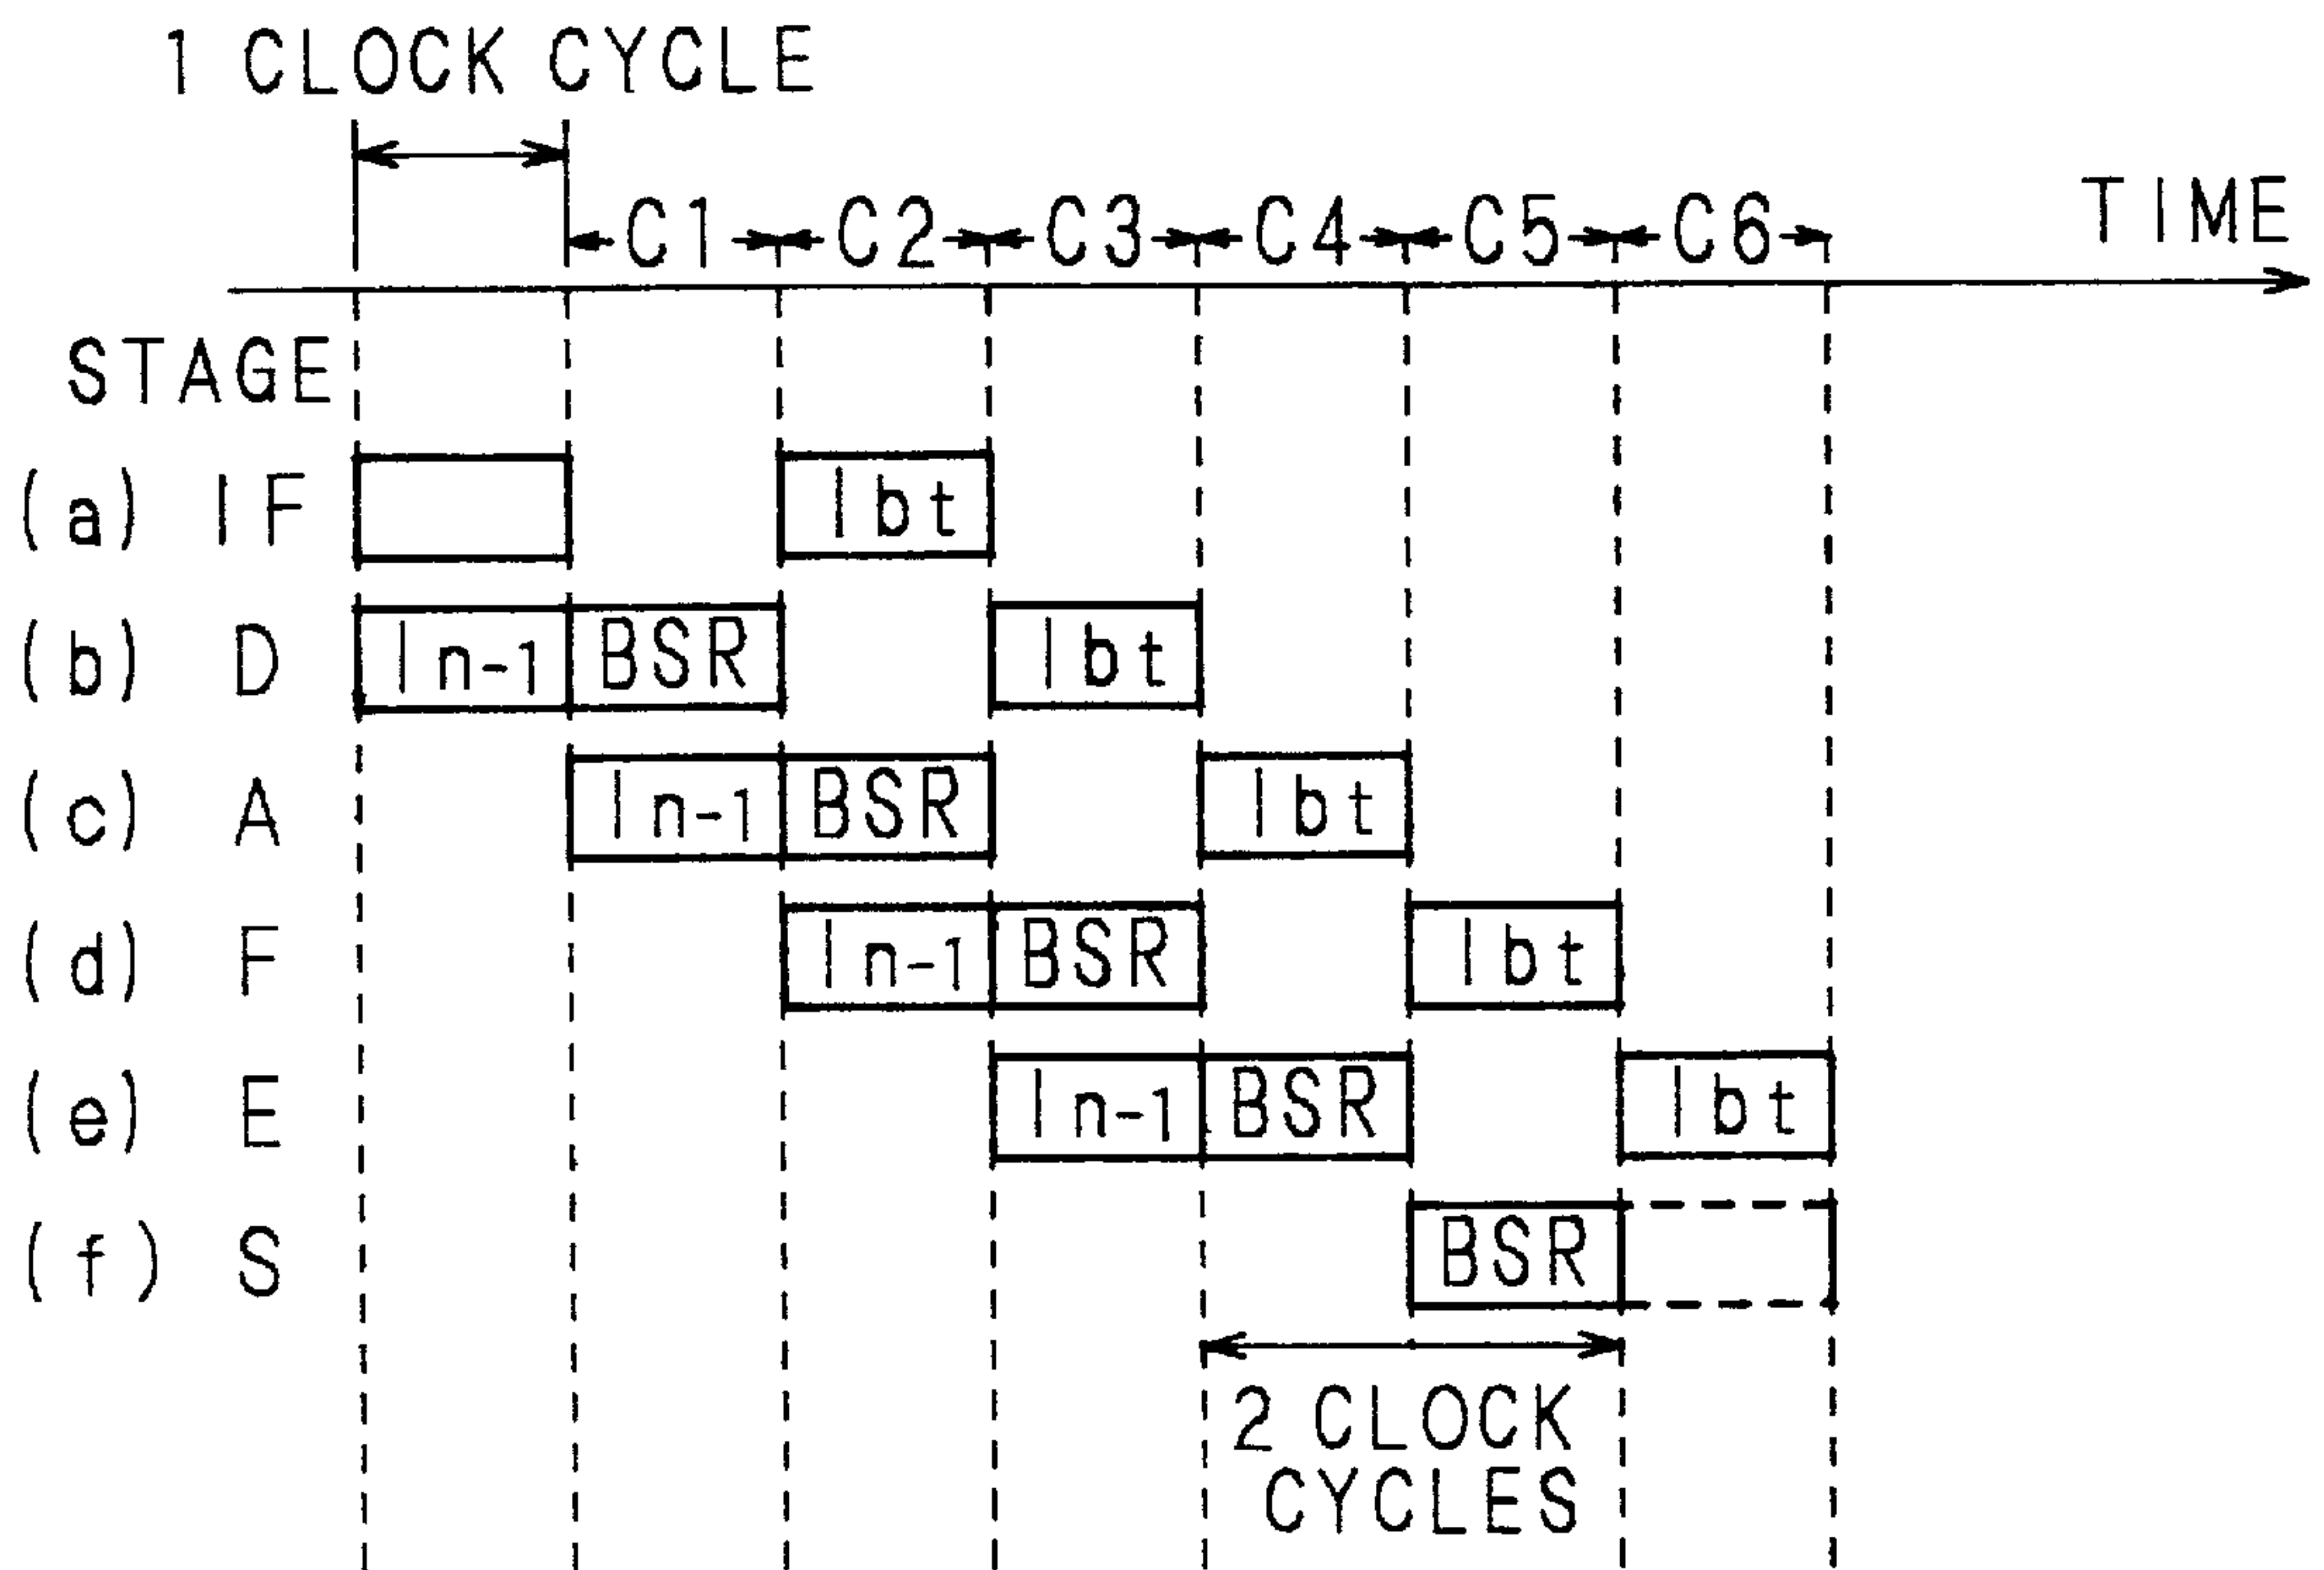 1 CLOCK CYCLE
C1 C2 C3 C4 C5 C6 TIME
STAGE
(a) IF Ibt
(b) D In-1 BSR Ibt
(c) A In-1 BSR Ibt
(d) F In-1 BSR Ibt
(e) E In-1 BSR Ibt
(f) S BSR
2 CLOCK
CYCLES